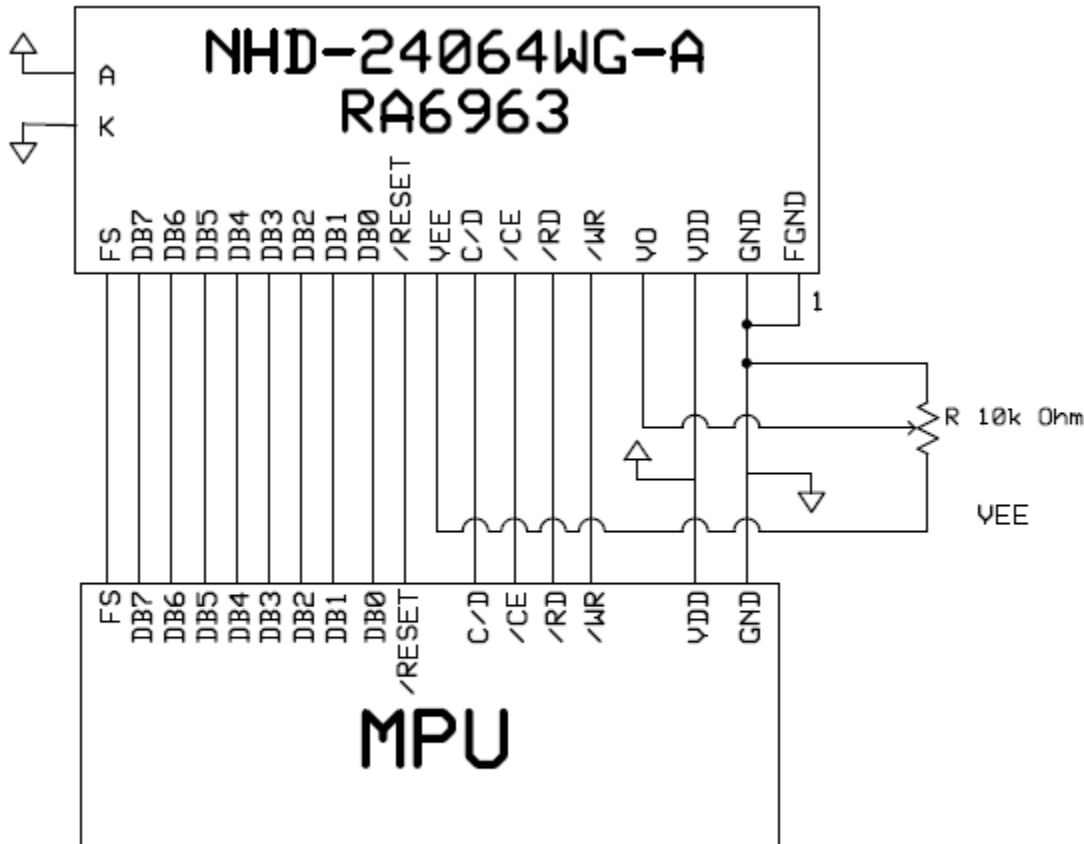 NHD-24064WG-A
RA6963
A
K
FS DB7 DB6 DB5 DB4 DB3 DB2 DB1 DB0 /RESET VEE C/D /CE /RD /WR VO VDD GND FGND
1
R 10k Ohm
VEE
FS DB7 DB6 DB5 DB4 DB3 DB2 DB1 DB0 /RESET C/D /CE /RD /WR VDD GND
MPU